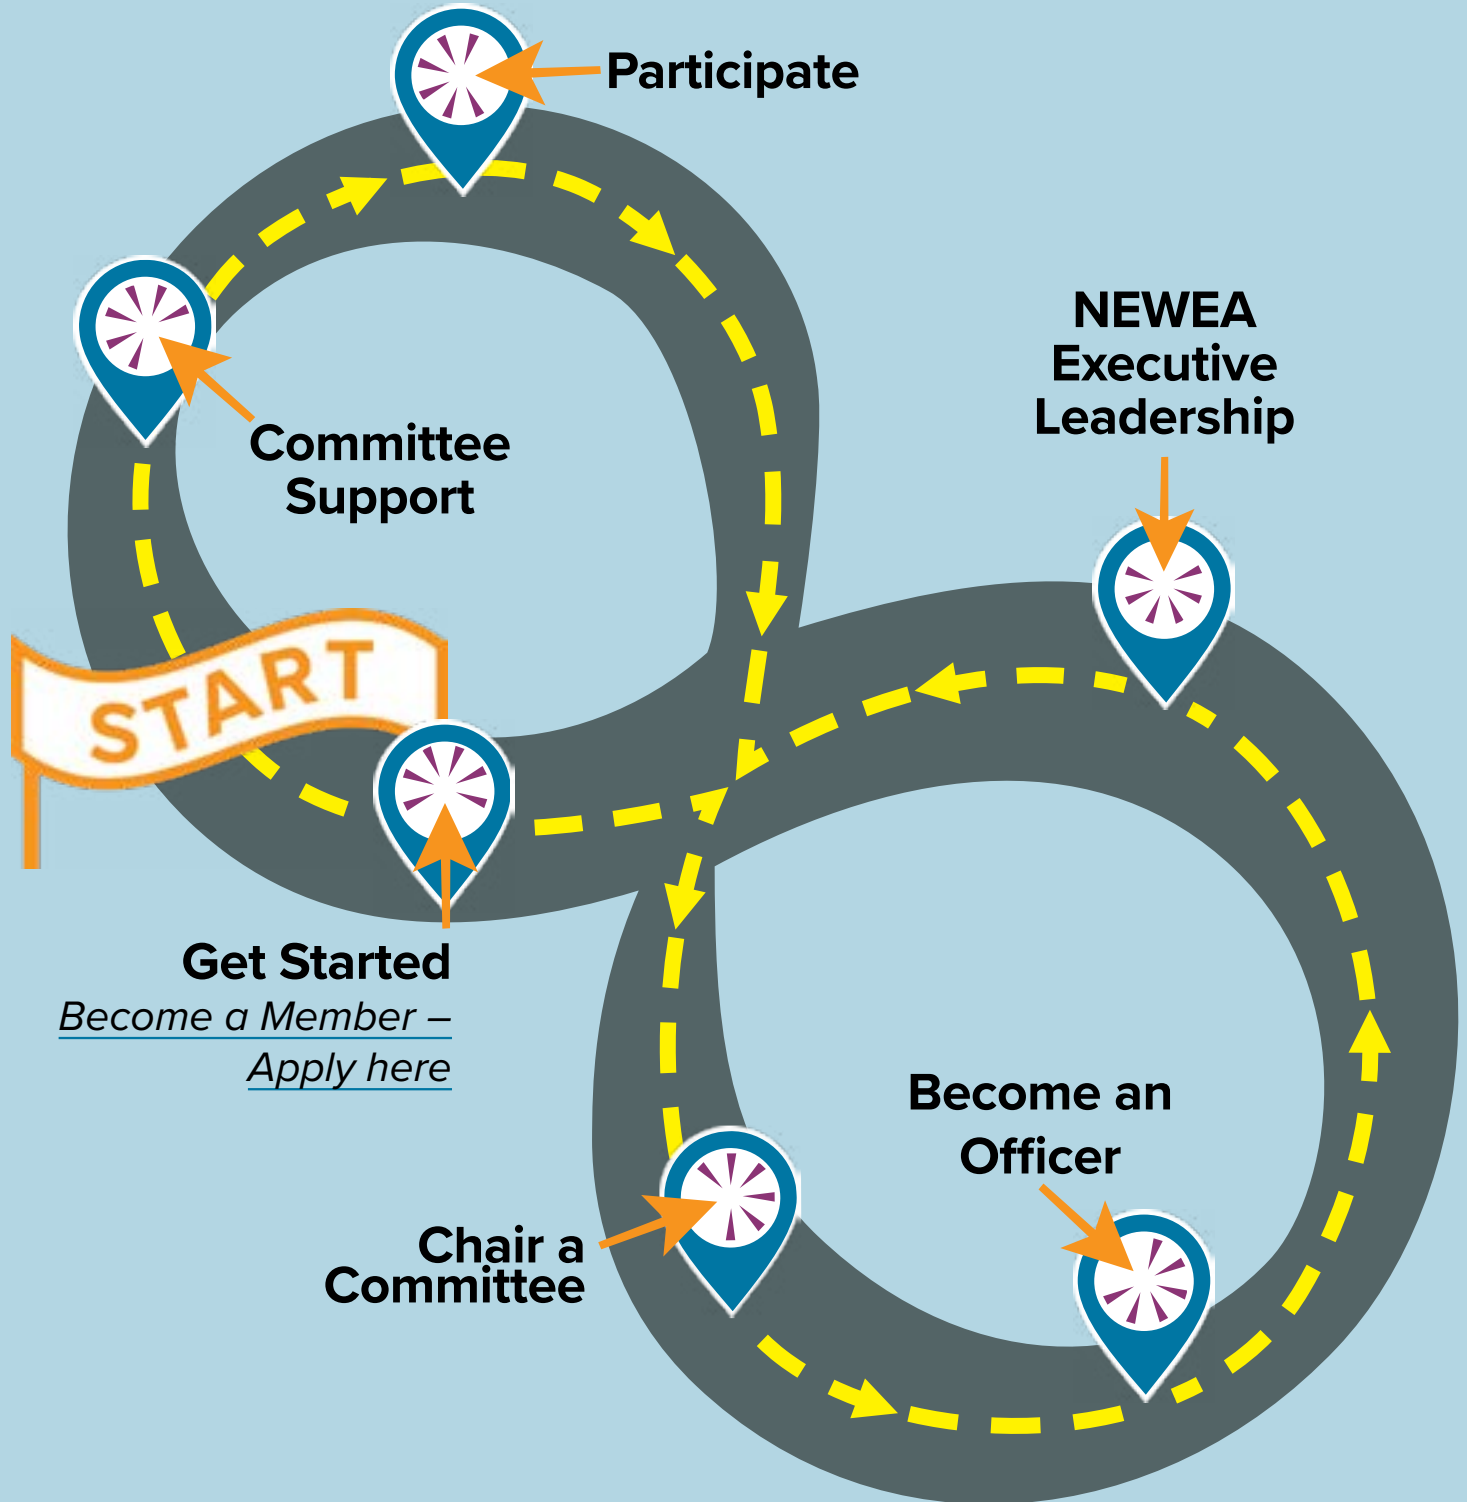 Participate
NEWEA
Executive
Leadership
Committee
Support
START
Get Started
Become a Member –
Apply here
Become an
Officer
Chair a
Committee